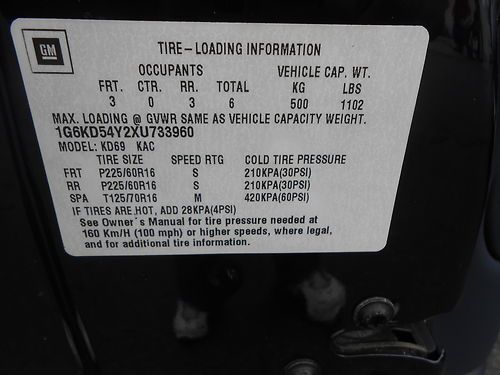 GM
TIRE-LOADING INFORMATION
OCCUPANTS VEHICLE CAP. WT.
FRT. CTR. RR. TOTAL KG LBS
3 0 3 6 500 1102
MAX. LOADING @ GVWR SAME AS VEHICLE CAPACITY WEIGHT.
1G6KD54Y2XU733960
MODEL: KD69 KAC
TIRE SIZE SPEED RTG COLD TIRE PRESSURE
FRT P225/60R16 S 210KPA(30PSI)
RR P225/60R16 S 210KPA(30PSI)
SPA T125/70R16 M 420KPA(60PSI)
IF TIRES ARE HOT, ADD 28KPA(4PSI)
See Owner's Manual for tire pressure needed at
160 Km/H (100 mph) or higher speeds, where legal,
and for additional tire information.